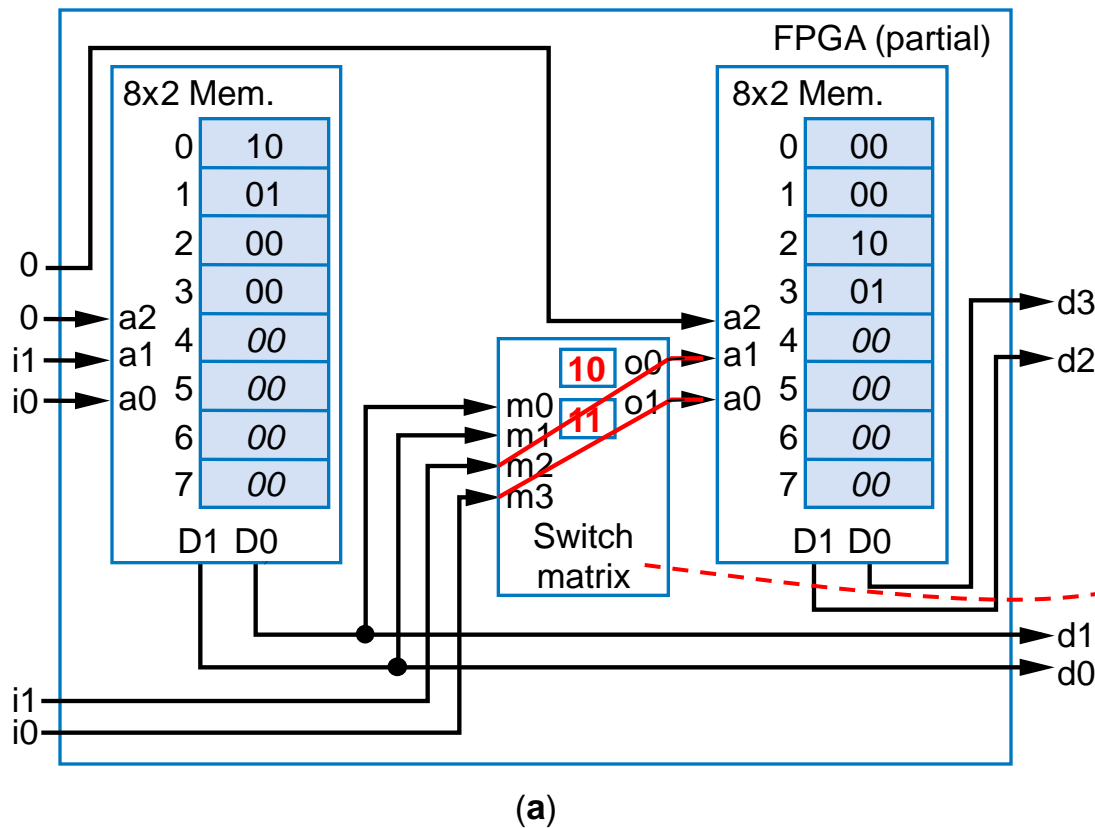 FPGA (partial)
8x2 Mem.
0 10
1 01
2 00
3 00
4 00
5 00
6 00
7 00
D1 D0
0
0
i1
i0
a2
a1
a0
i1
i0
10 o0
11 o1
m0
m1
m2
m3
Switch
matrix
8x2 Mem.
0 00
1 00
2 10
3 01
4 00
5 00
6 00
7 00
a2
a1
a0
D1 D0
d3
d2
d1
d0
(a)